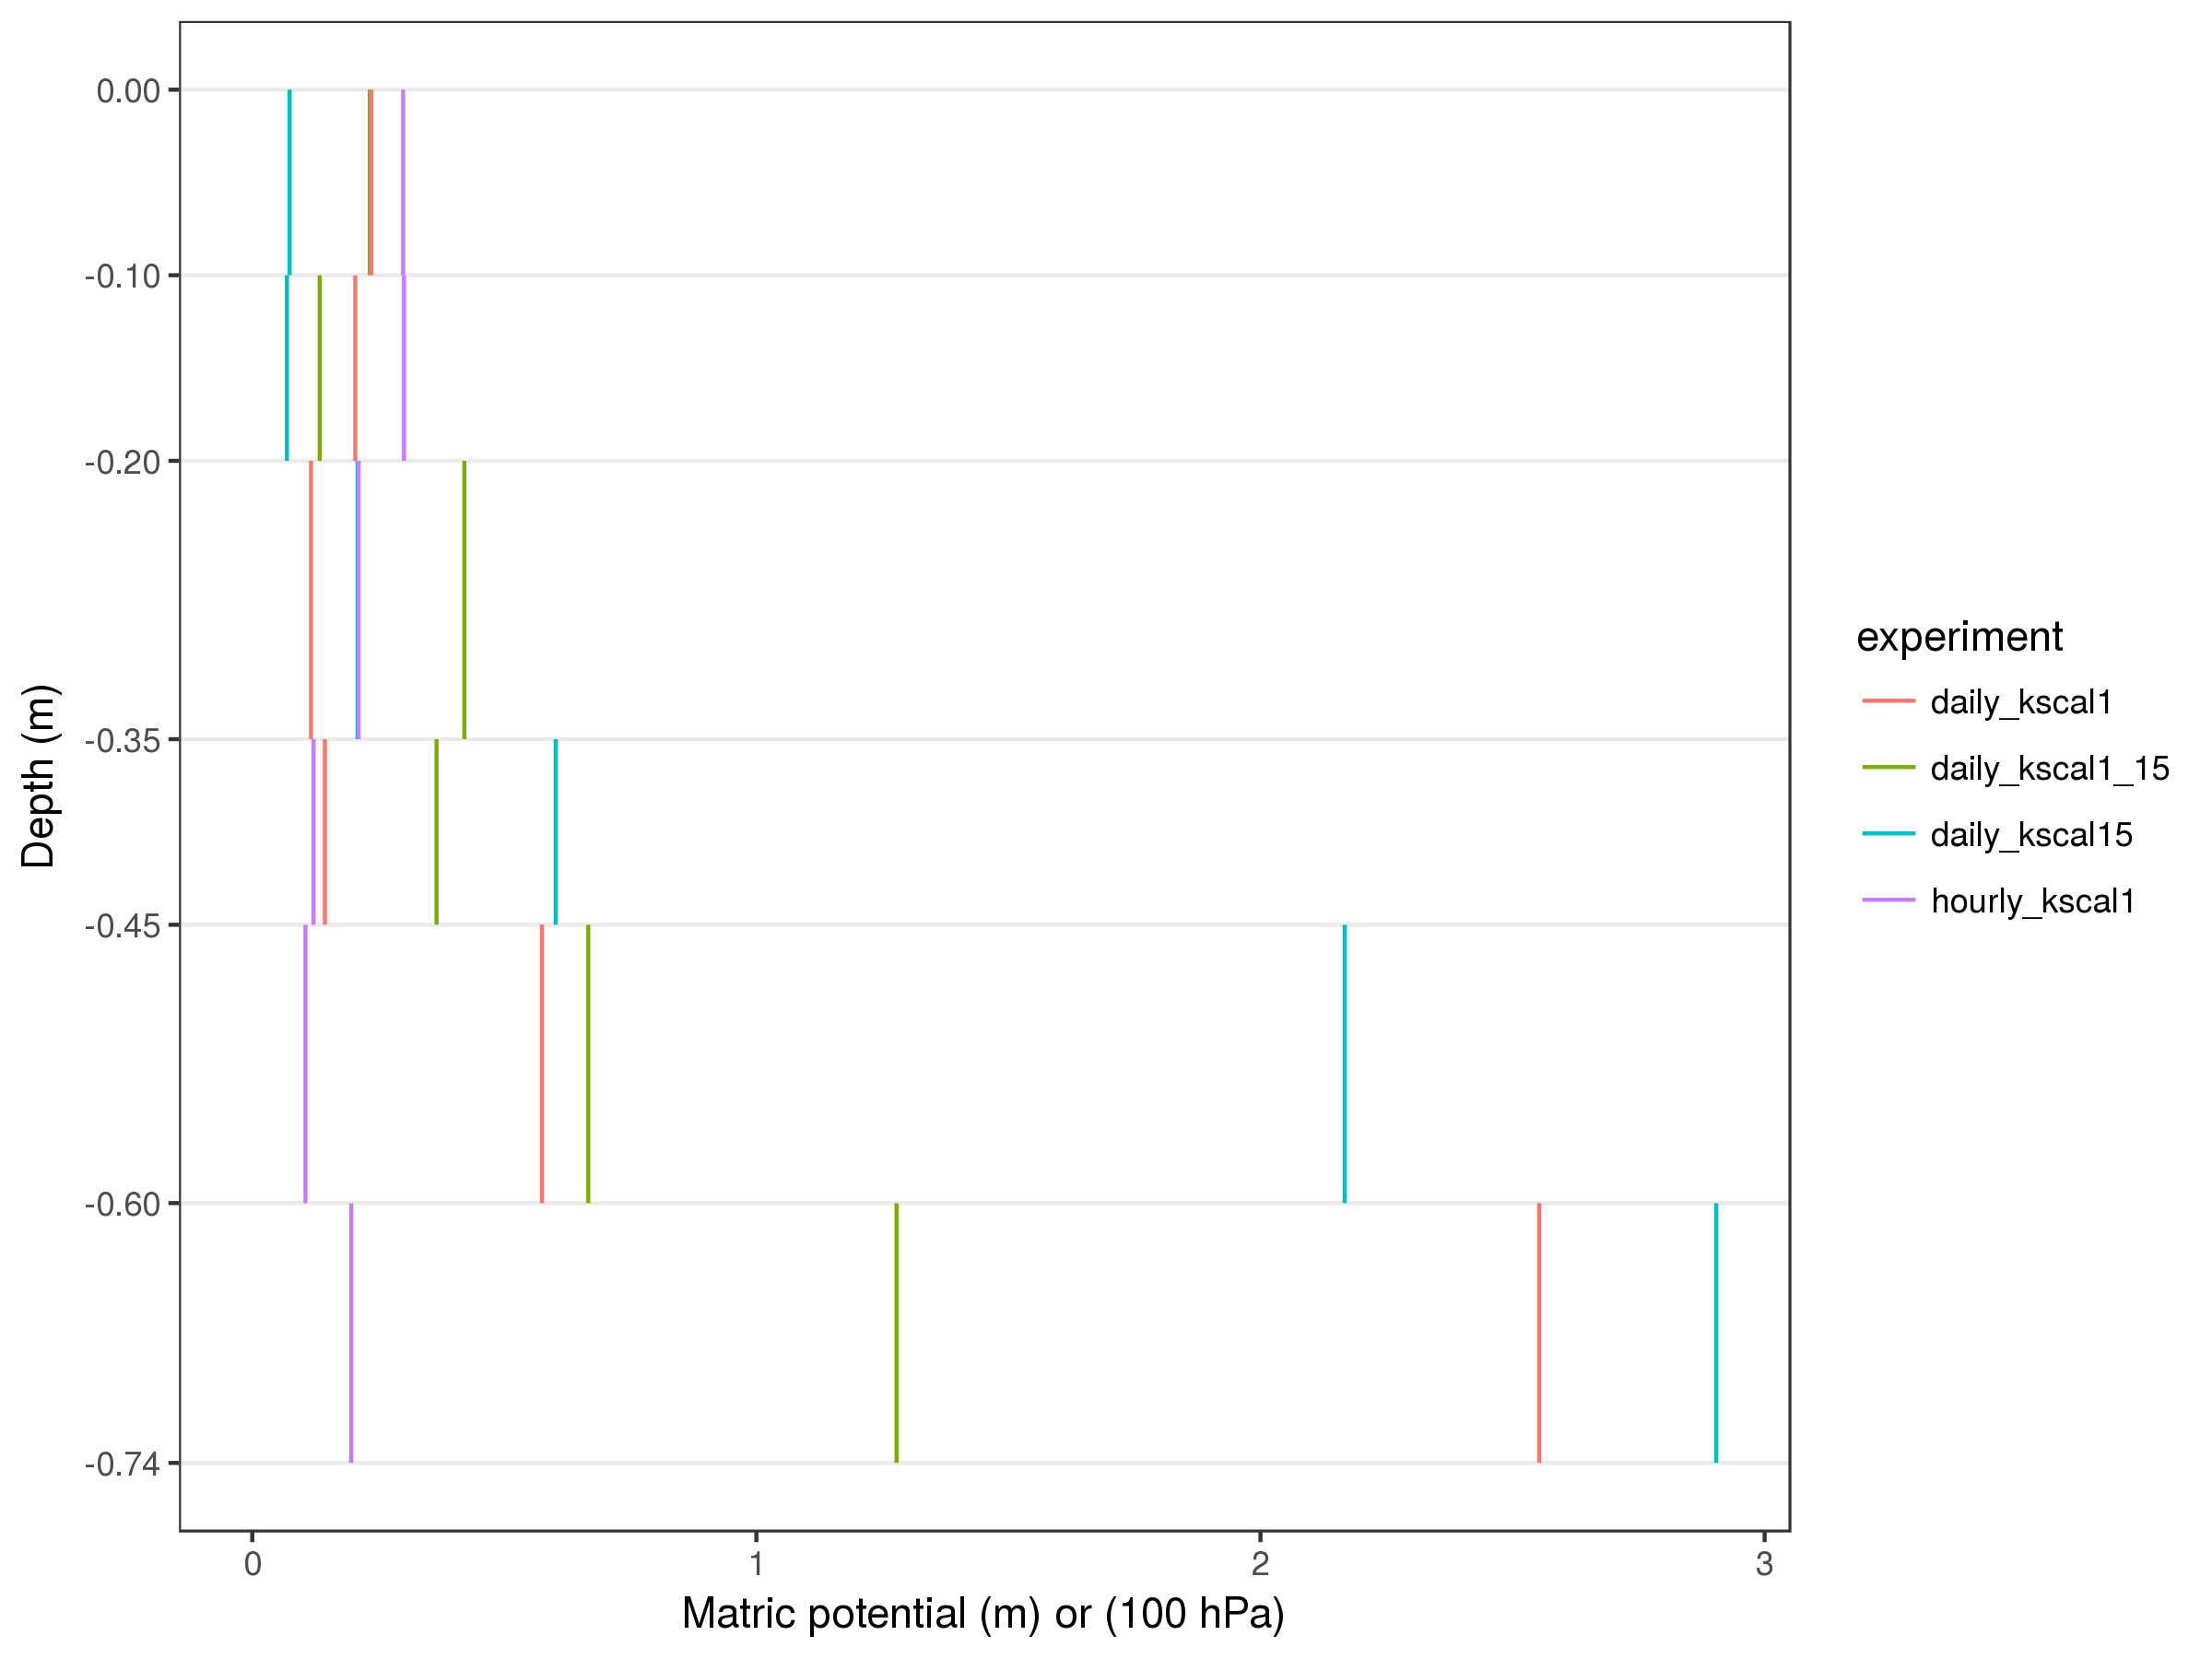 0.00
-0.10
-0.20
-0.35
-0.45
-0.60
-0.74
Depth (m)
0 1 2 3
Matric potential (m) or (100 hPa)
experiment
daily_kscal1
daily_kscal1_15
daily_kscal15
hourly_kscal1